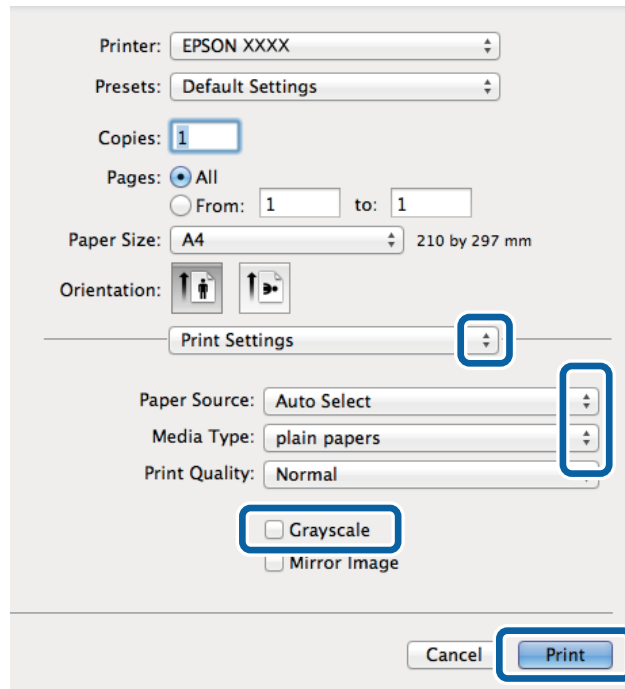 Printer: EPSON XXXX
Presets: Default Settings
Copies: 1
Pages: All
From: 1 to: 1
Paper Size: A4 210 by 297 mm
Orientation:
Print Settings
Paper Source: Auto Select
Media Type: plain papers
Print Quality: Normal
Grayscale
Mirror Image
Cancel Print